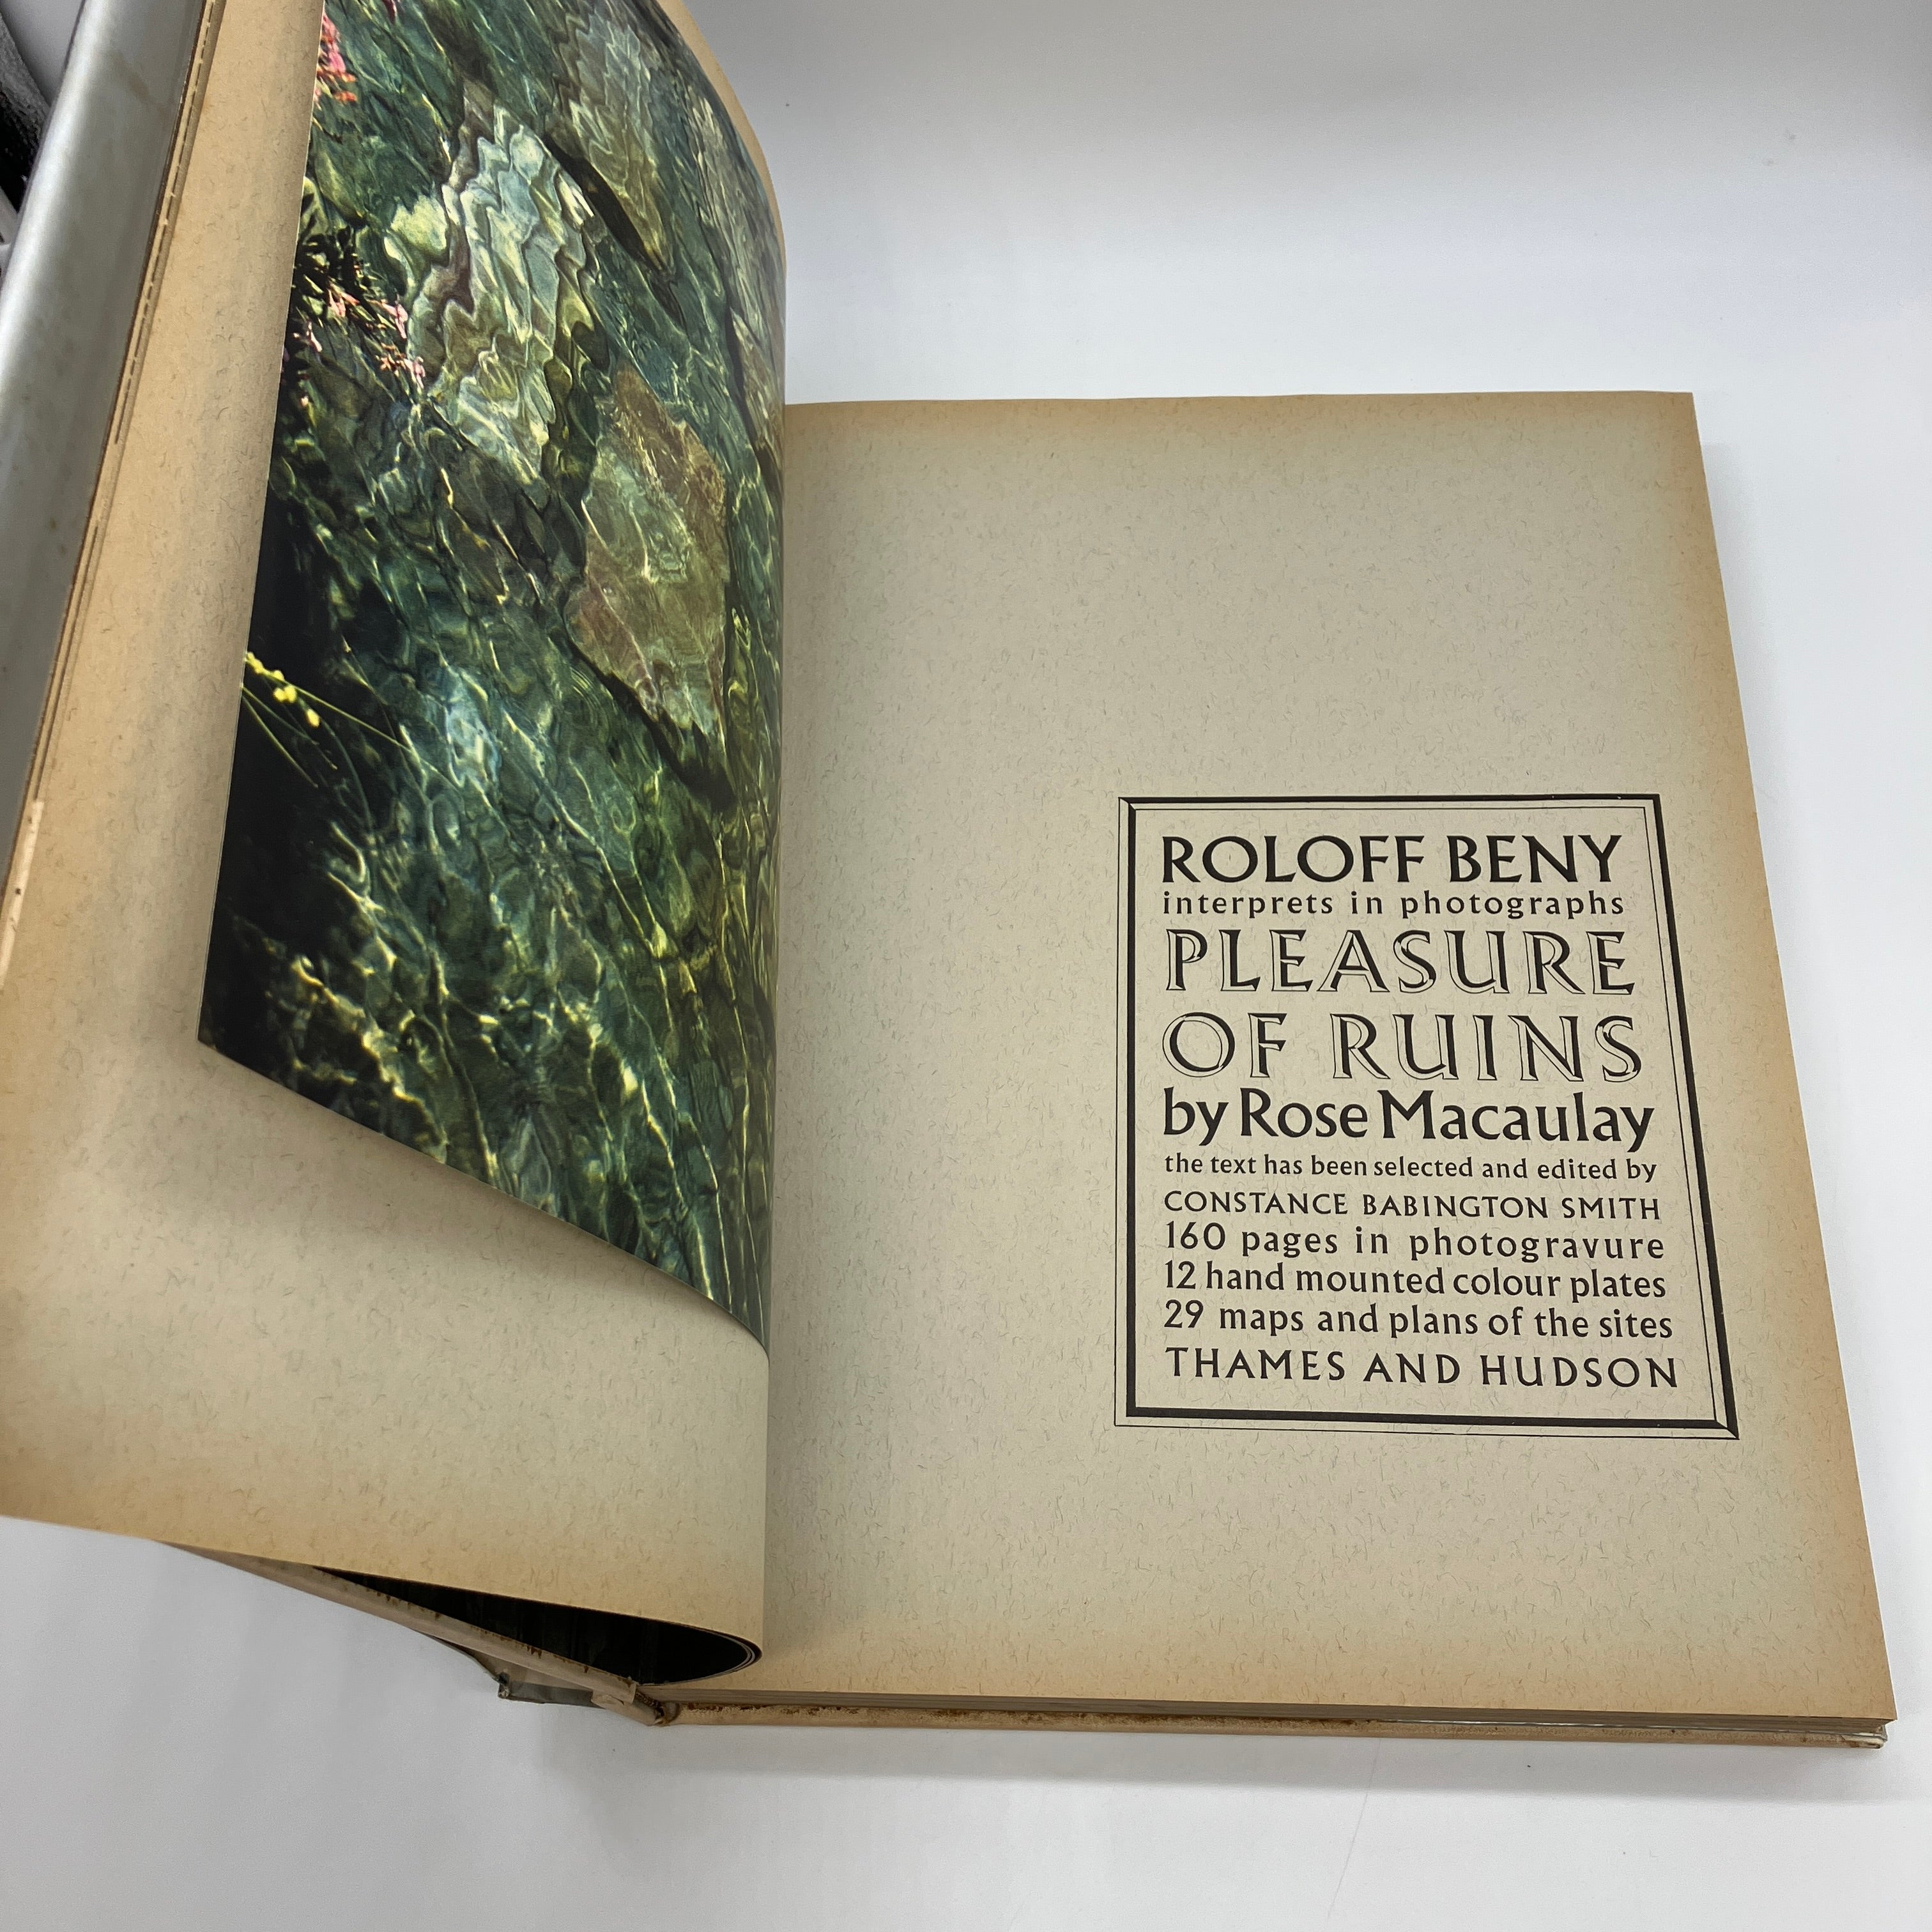 ROLOFF BENY
interprets in photographs
PLEASURE
OF RUINS
by Rose Macaulay
the text has been selected and edited by
CONSTANCE BABINGTON SMITH
160 pages in photogravure
12 hand mounted colour plates
29 maps and plans of the sites
THAMES AND HUDSON